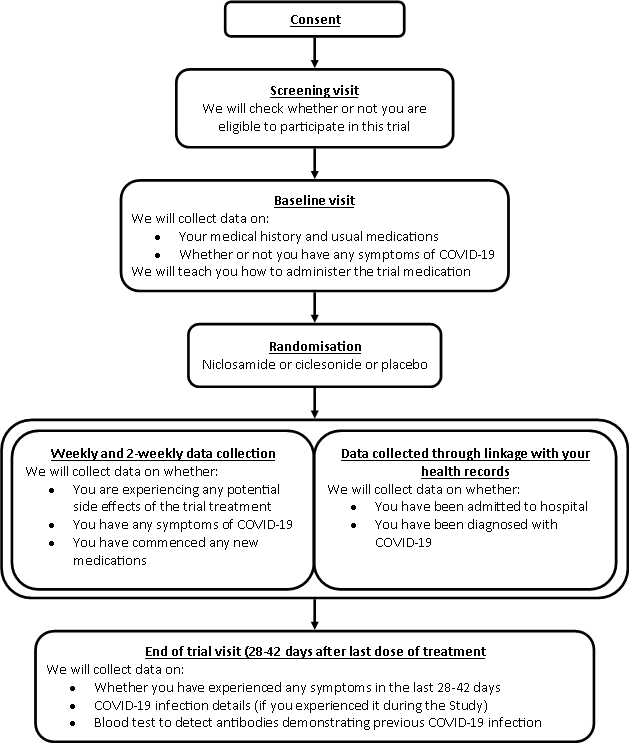 Consent
Screening visit
We will check whether or not you are
eligible to participate in this trial
Baseline visit
We will collect data on:
• Your medical history and usual medications
• Whether or not you have any symptoms of COVID-19
We will teach you how to administer the trial medication
Randomisation
Niclosamide or ciclesonide or placebo
Weekly and 2-weekly data collection
We will collect data on whether:
• You are experiencing any potential
side effects of the trial treatment
• You have any symptoms of COVID-19
• You have commenced any new
medications
Data collected through linkage with your
health records
We will collect data on whether:
• You have been admitted to hospital
• You have been diagnosed with
COVID-19
End of trial visit (28-42 days after last dose of treatment
We will collect data on:
• Whether you have experienced any symptoms in the last 28-42 days
• COVID-19 infection details (if you experienced it during the Study)
• Blood test to detect antibodies demonstrating previous COVID-19 infection